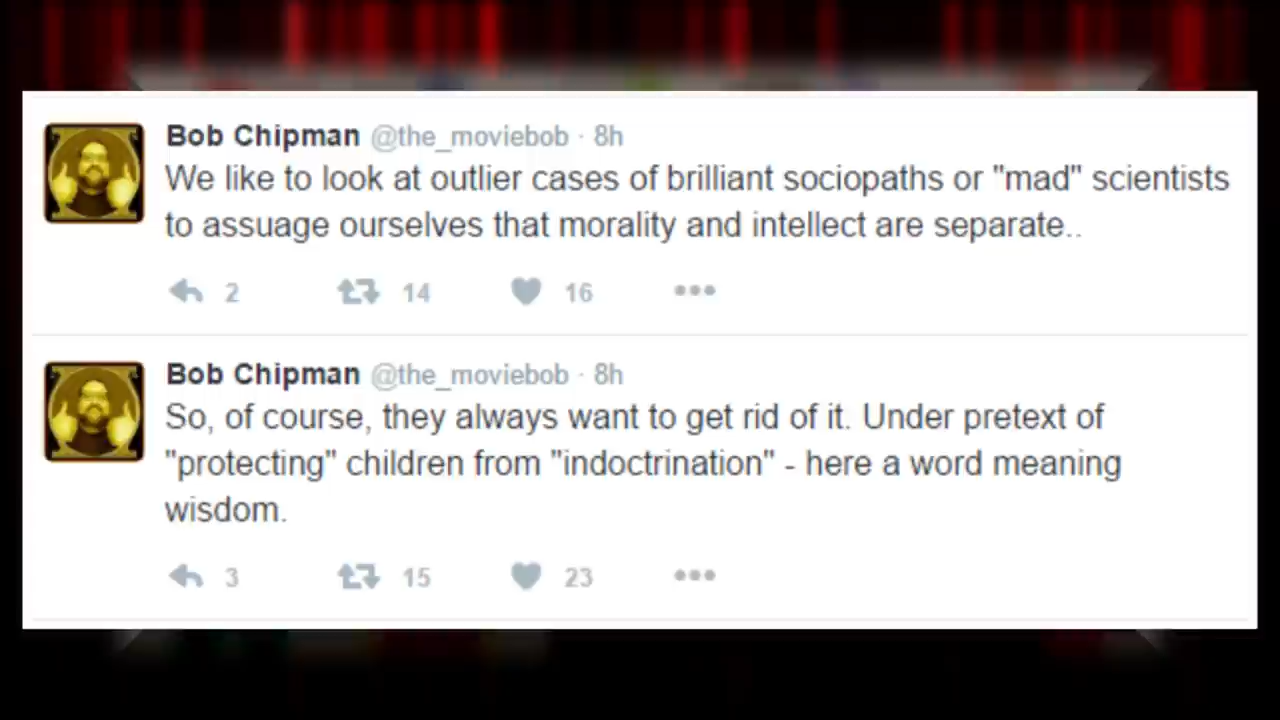 Bob Chipman @the_moviebob · 8h
We like to look at outlier cases of brilliant sociopaths or "mad" scientists
to assuage ourselves that morality and intellect are separate..
2 14 16
Bob Chipman @the_moviebob · 8h
So, of course, they always want to get rid of it. Under pretext of
"protecting" children from "indoctrination" - here a word meaning
wisdom.
3 15 23